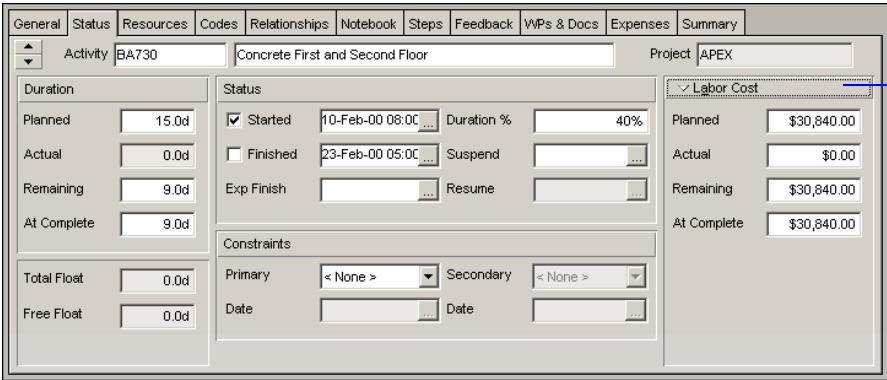 General Status Resources Codes Relationships Notebook Steps Feedback WPs & Docs Expenses Summary
Activity BA730 Concrete First and Second Floor Project APEX
Duration
Planned 15.0d
Actual 0.0d
Remaining 9.0d
At Complete 9.0d
Total Float 0.0d
Free Float 0.0d
Status
Started 10-Feb-00 08:00 ... Duration % 40%
Finished 23-Feb-00 05:00 ... Suspend ...
Exp Finish ... Resume ...
Constraints
Primary < None > Secondary < None >
Date ... Date ...
Labor Cost
Planned $30,840.00
Actual $0.00
Remaining $30,840.00
At Complete $30,840.00